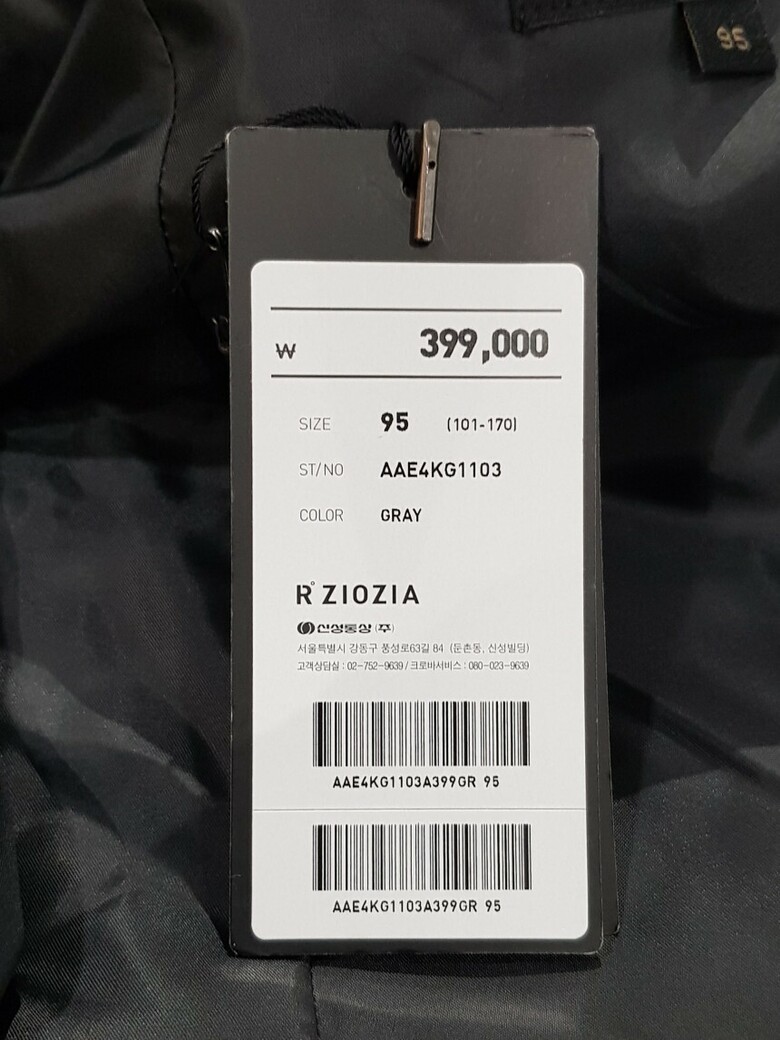 95
₩ 399,000
SIZE 95 (101-170)
ST/NO AAE4KG1103
COLOR GRAY
R° ZIOZIA
신성통상 (주)
서울특별시 강동구 풍성로63길 84 (둔촌동, 신성빌딩)
고객상담실 : 02-752-9639 / 크로바서비스 : 080-023-9639
AAE4KG1103A399GR 95
AAE4KG1103A399GR 95